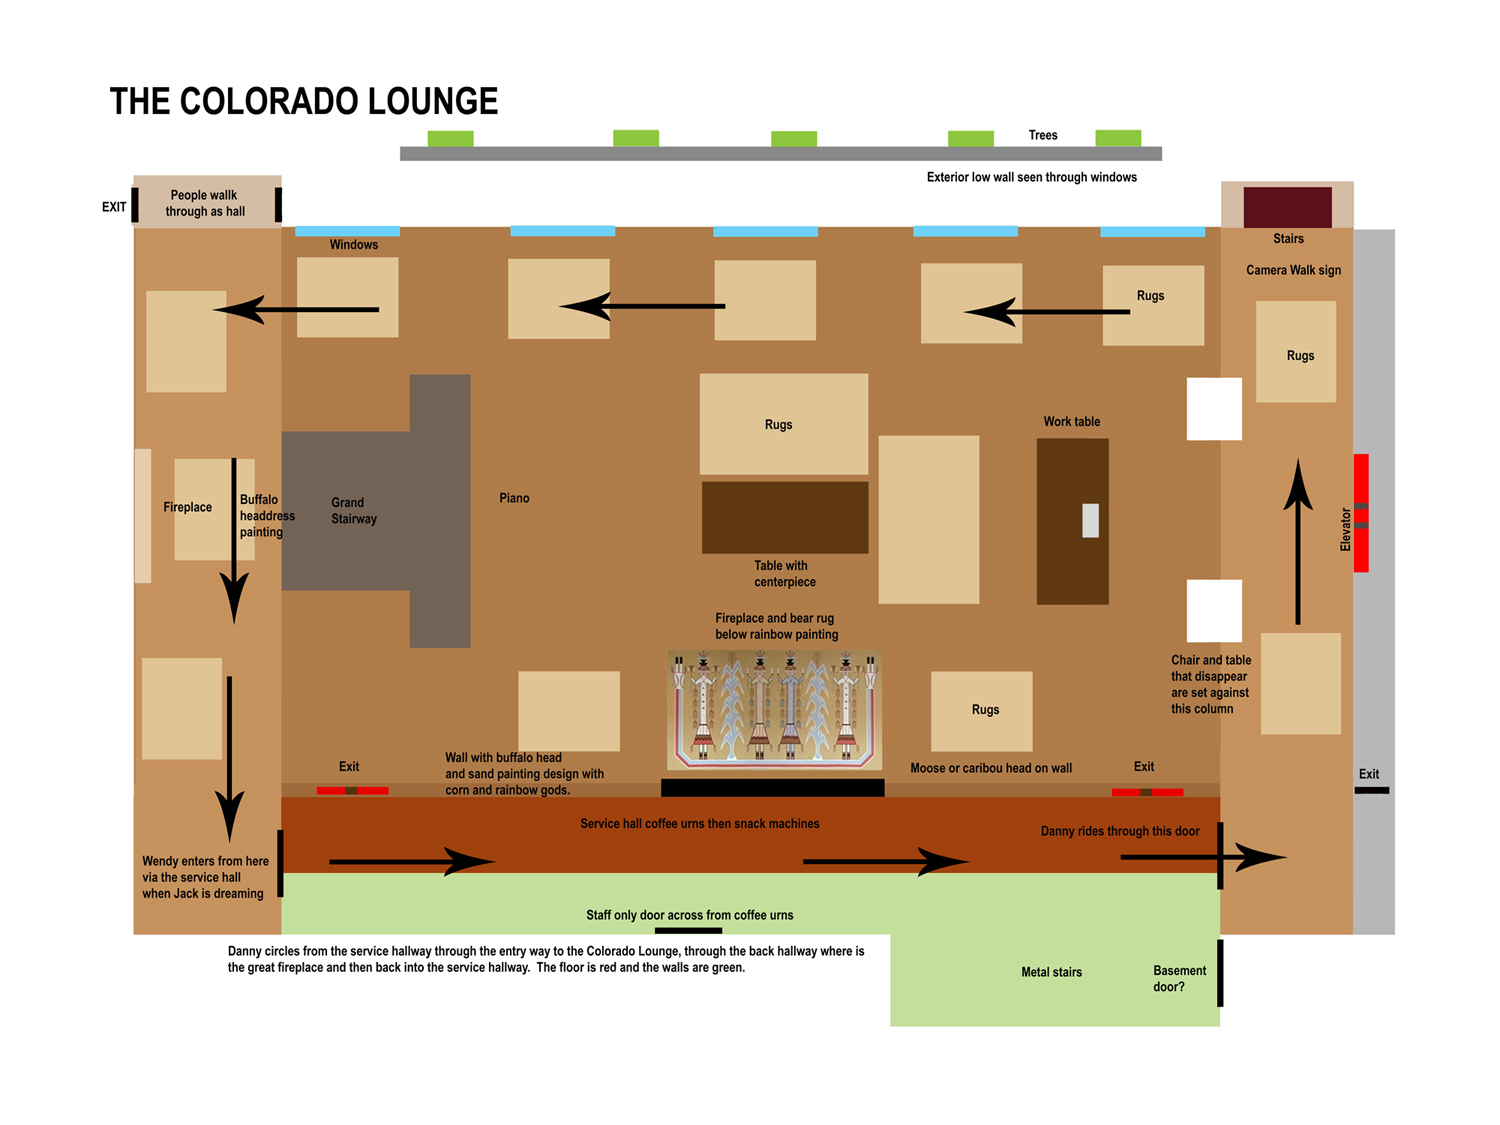 THE COLORADO LOUNGE
Trees
Exterior low wall seen through windows
EXIT
People wallk
through as hall
Windows
Stairs
Camera Walk sign
Rugs
Rugs
Rugs
Work table
Fireplace
Buffalo
headdress
painting
Grand
Stairway
Piano
Elevator
Table with
centerpiece
Fireplace and bear rug
below rainbow painting
Chair and table
that disappear
are set against
this column
Rugs
Exit
Wall with buffalo head
and sand painting design with
corn and rainbow gods.
Moose or caribou head on wall
Exit
Exit
Service hall coffee urns then snack machines
Danny rides through this door
Wendy enters from here
via the service hall
when Jack is dreaming
Staff only door across from coffee urns
Danny circles from the service hallway through the entry way to the Colorado Lounge, through the back hallway where is
the great fireplace and then back into the service hallway.  The floor is red and the walls are green.
Metal stairs
Basement
door?